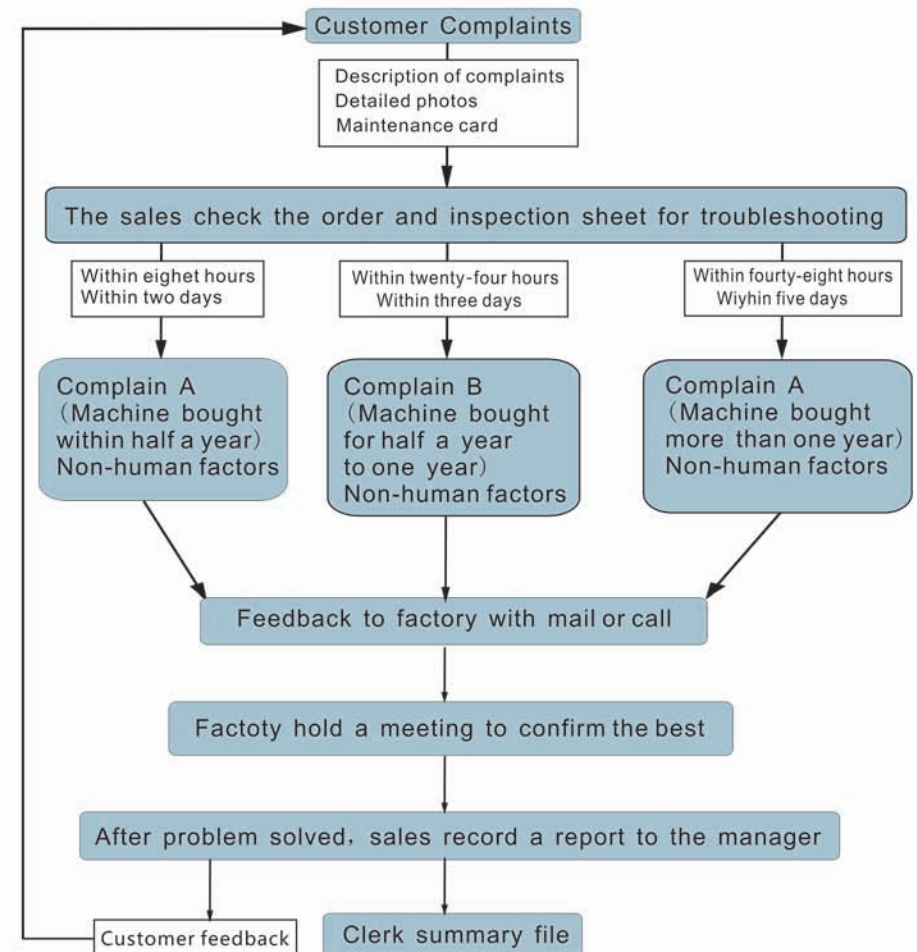 Customer Complaints
Description of complaints
Detailed photos
Maintenance card
The sales check the order and inspection sheet for troubleshooting
Within eighet hours
Within two days
Within twenty-four hours
Within three days
Within fourty-eight hours
Wiyhin five days
Complain A
(Machine bought
within half a year)
Non-human factors
Complain B
(Machine bought
for half a year
to one year)
Non-human factors
Complain A
(Machine bought
more than one year)
Non-human factors
Feedback to factory with mail or call
Factoty hold a meeting to confirm the best
After problem solved, sales record a report to the manager
Customer feedback
Clerk summary file